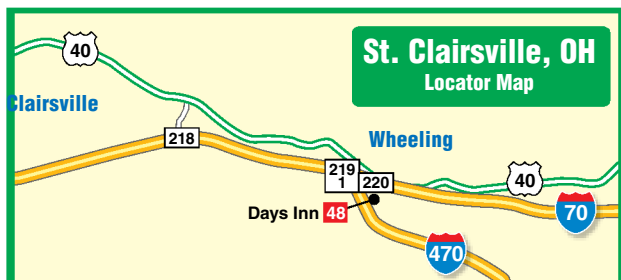 St. Clairsville, OH
Locator Map
40
Clairsville
218
Wheeling
219
1
220
40
Days Inn 48
70
470